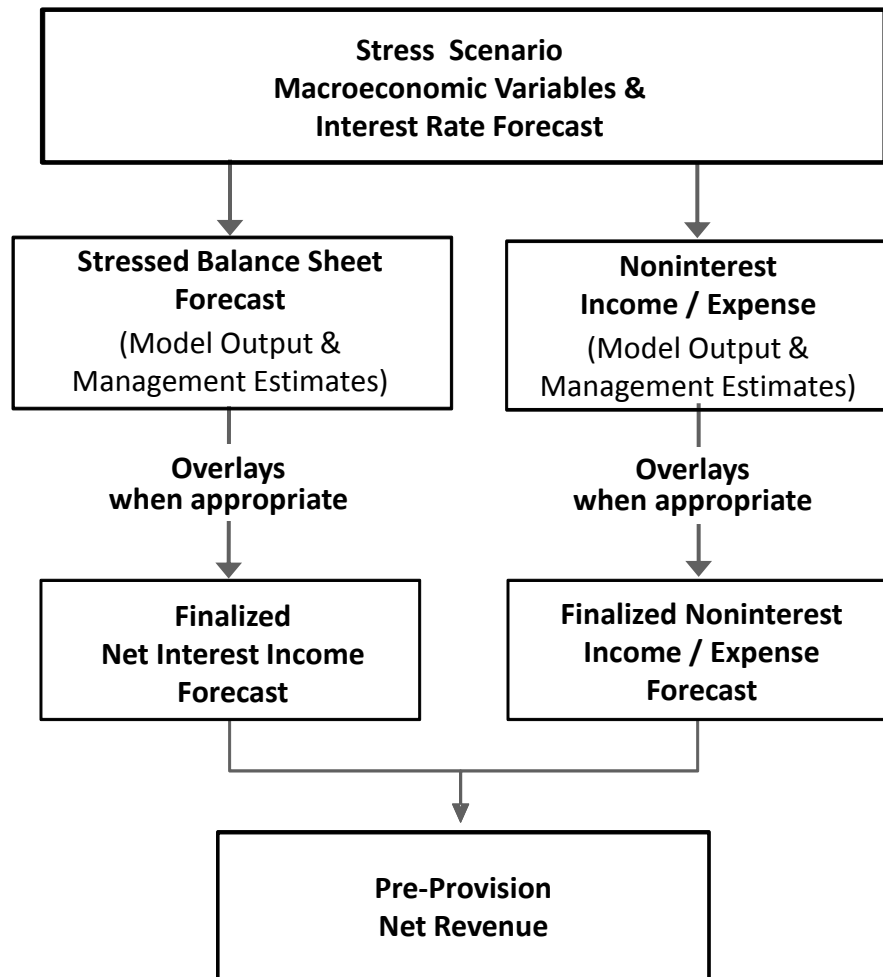 Stress Scenario
Macroeconomic Variables &
Interest Rate Forecast
Stressed Balance Sheet
Forecast
(Model Output &
Management Estimates)
Noninterest
Income / Expense
(Model Output &
Management Estimates)
Overlays
when appropriate
Overlays
when appropriate
Finalized
Net Interest Income
Forecast
Finalized Noninterest
Income / Expense
Forecast
Pre-Provision
Net Revenue